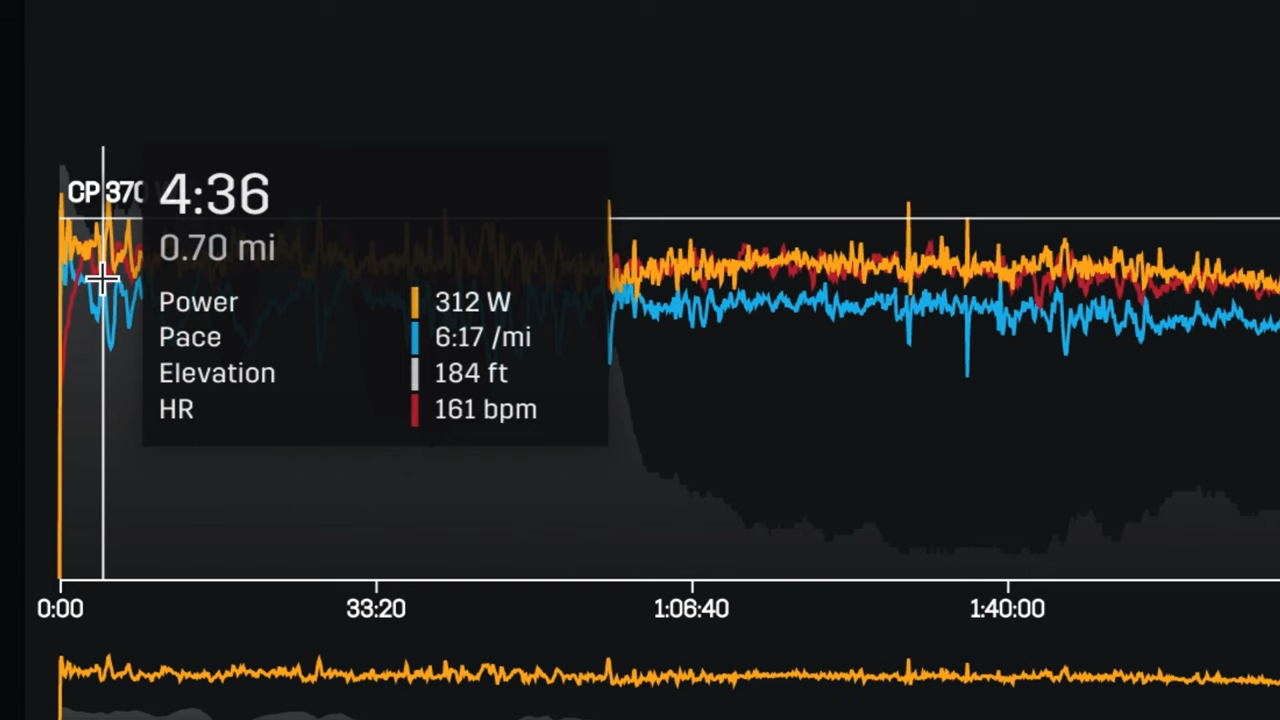 CP 370
4:36
0.70 mi
Power 312 W
Pace 6:17 /mi
Elevation 184 ft
HR 161 bpm
0:00 33:20 1:06:40 1:40:00